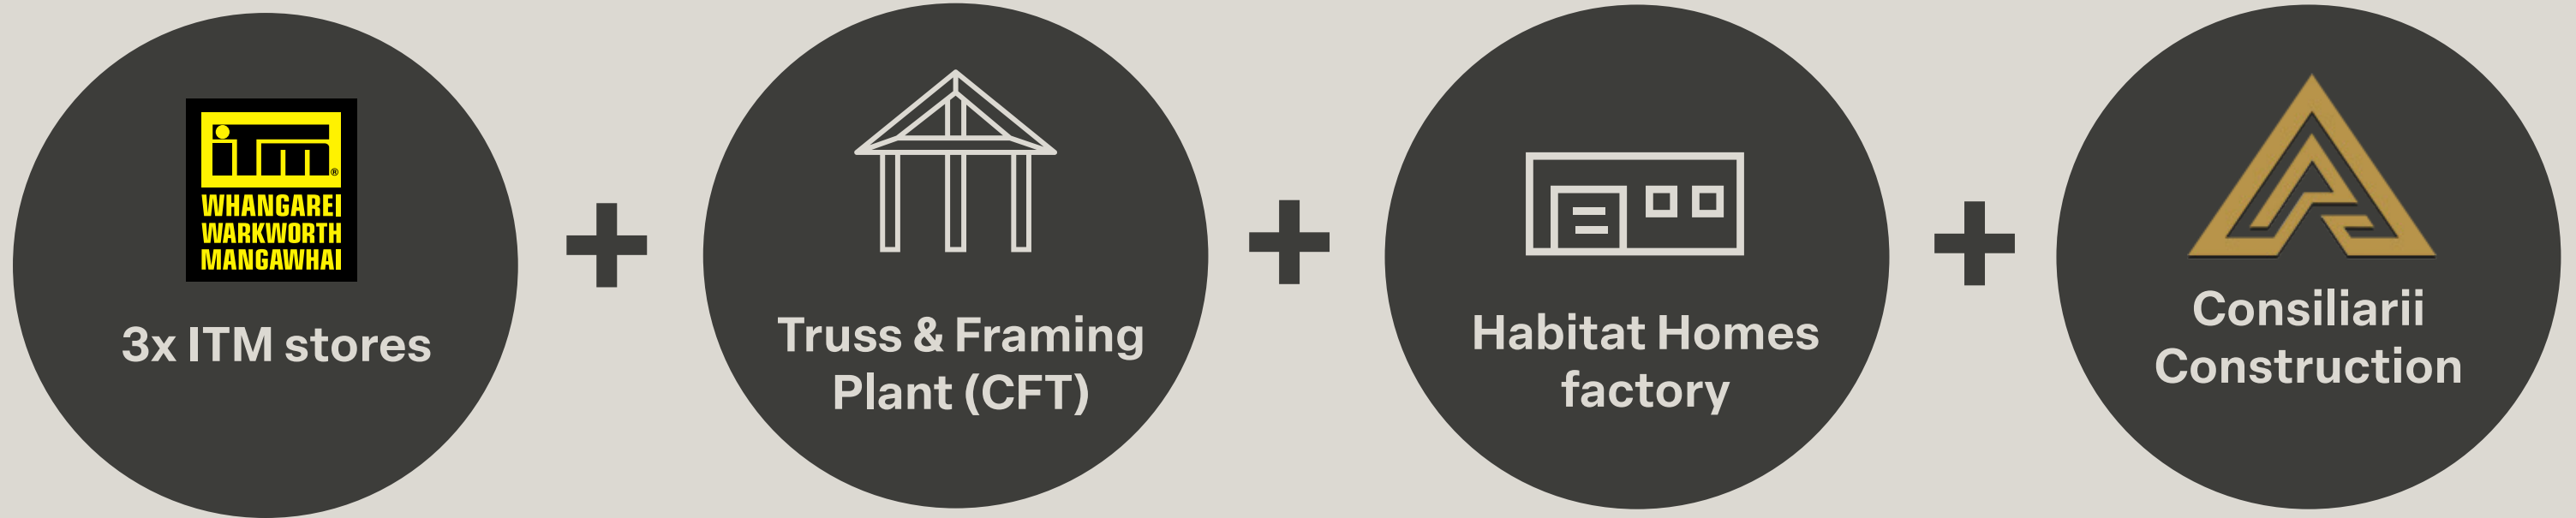 itm®
WHANGAREI
WARKWORTH
MANGAWHAI
3x ITM stores
+
Truss & Framing
Plant (CFT)
+
Habitat Homes
factory
+
Consiliarii
Construction